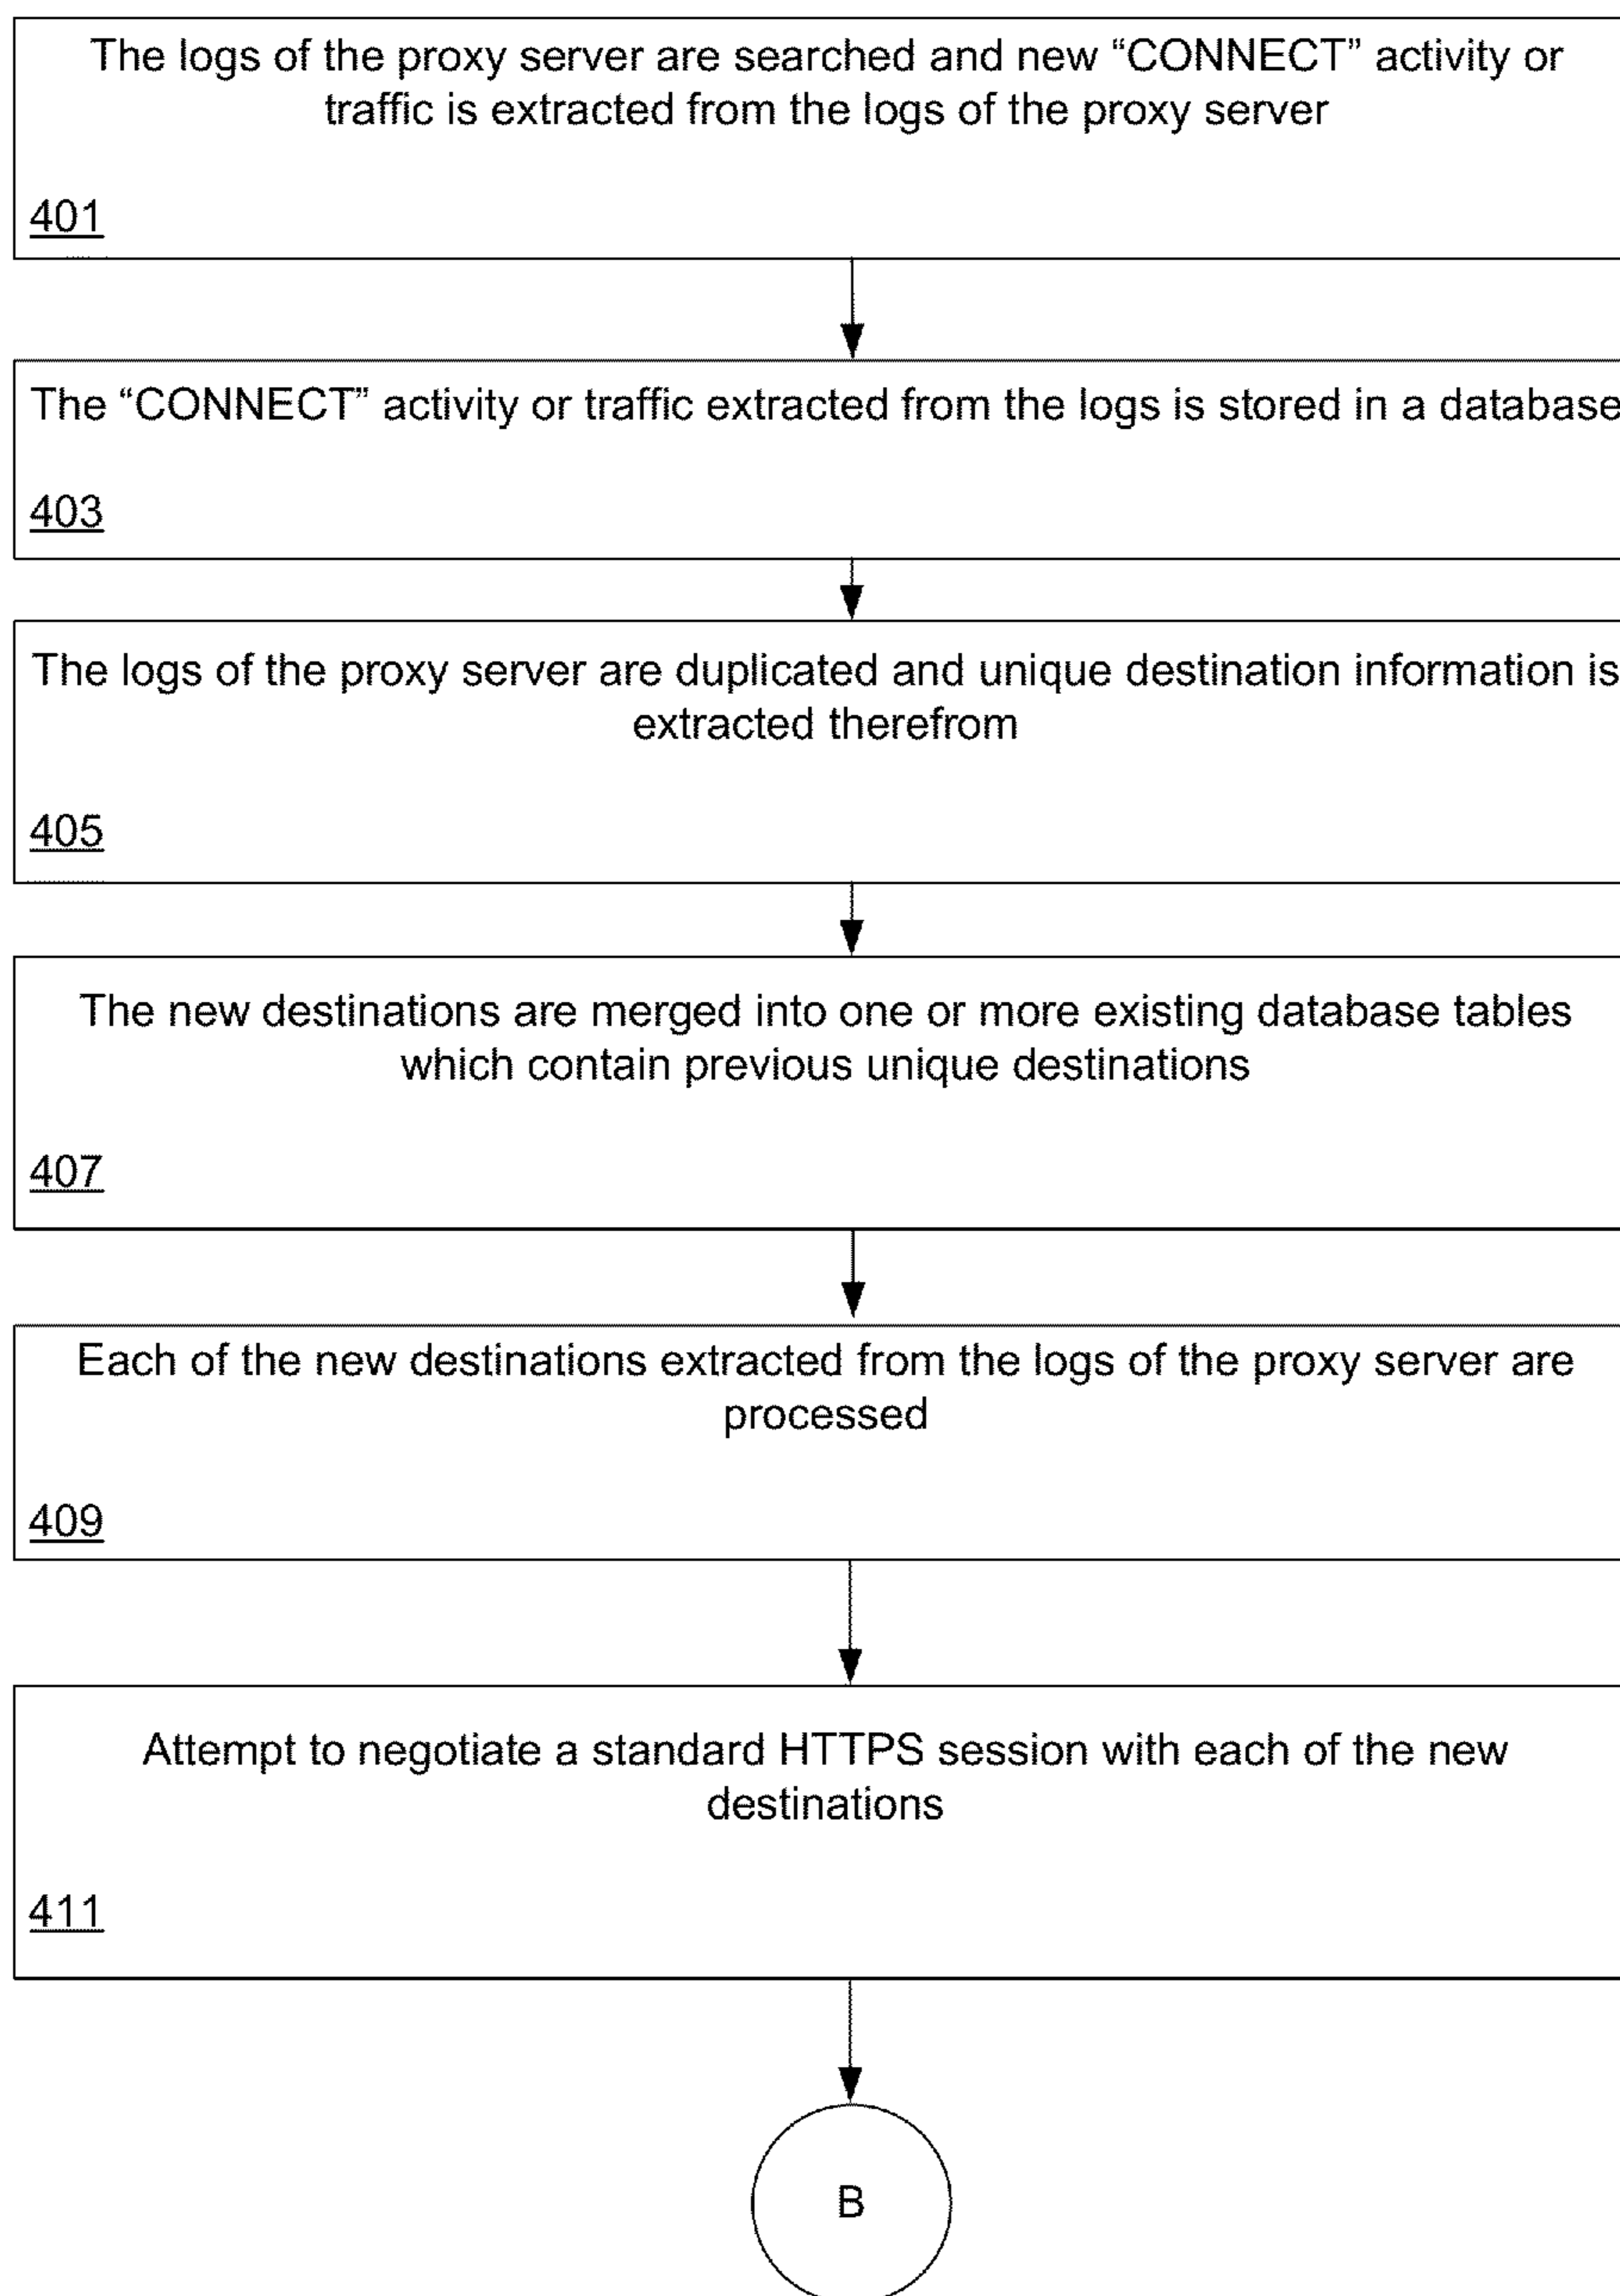 The logs of the proxy server are searched and new “CONNECT” activity or
traffic is extracted from the logs of the proxy server
401
The “CONNECT” activity or traffic extracted from the logs is stored in a database
403
The logs of the proxy server are duplicated and unique destination information is
extracted therefrom
405
The new destinations are merged into one or more existing database tables
which contain previous unique destinations
407
Each of the new destinations extracted from the logs of the proxy server are
processed
409
Attempt to negotiate a standard HTTPS session with each of the new
destinations
411
B